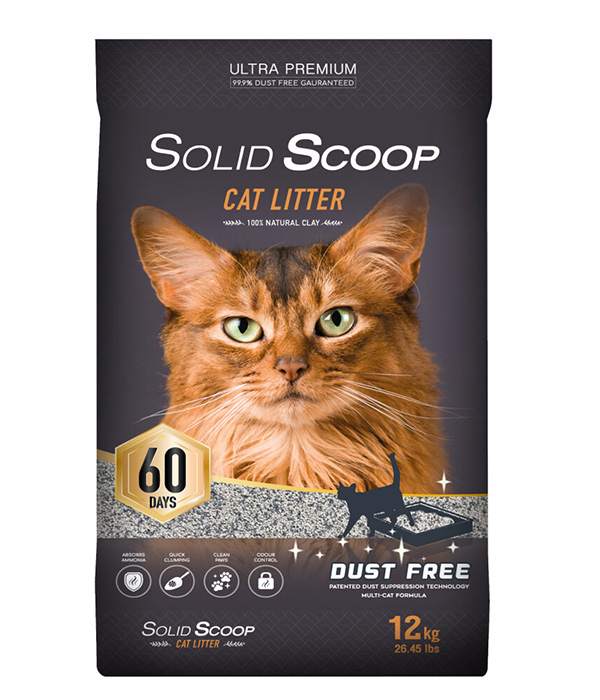 ULTRA PREMIUM
99.9% DUST FREE GAURANTEED
SOLID SCOOP
CAT LITTER
100% NATURAL CLAY
60
DAYS
ABSORBS
AMMONIA
QUICK
CLUMPING
CLEAN
PAWS
ODOUR
CONTROL
DUST FREE
PATENTED DUST SUPPRESSION TECHNOLOGY
MULTI-CAT FORMULA
SOLID SCOOP
CAT LITTER
12kg
26.45 lbs